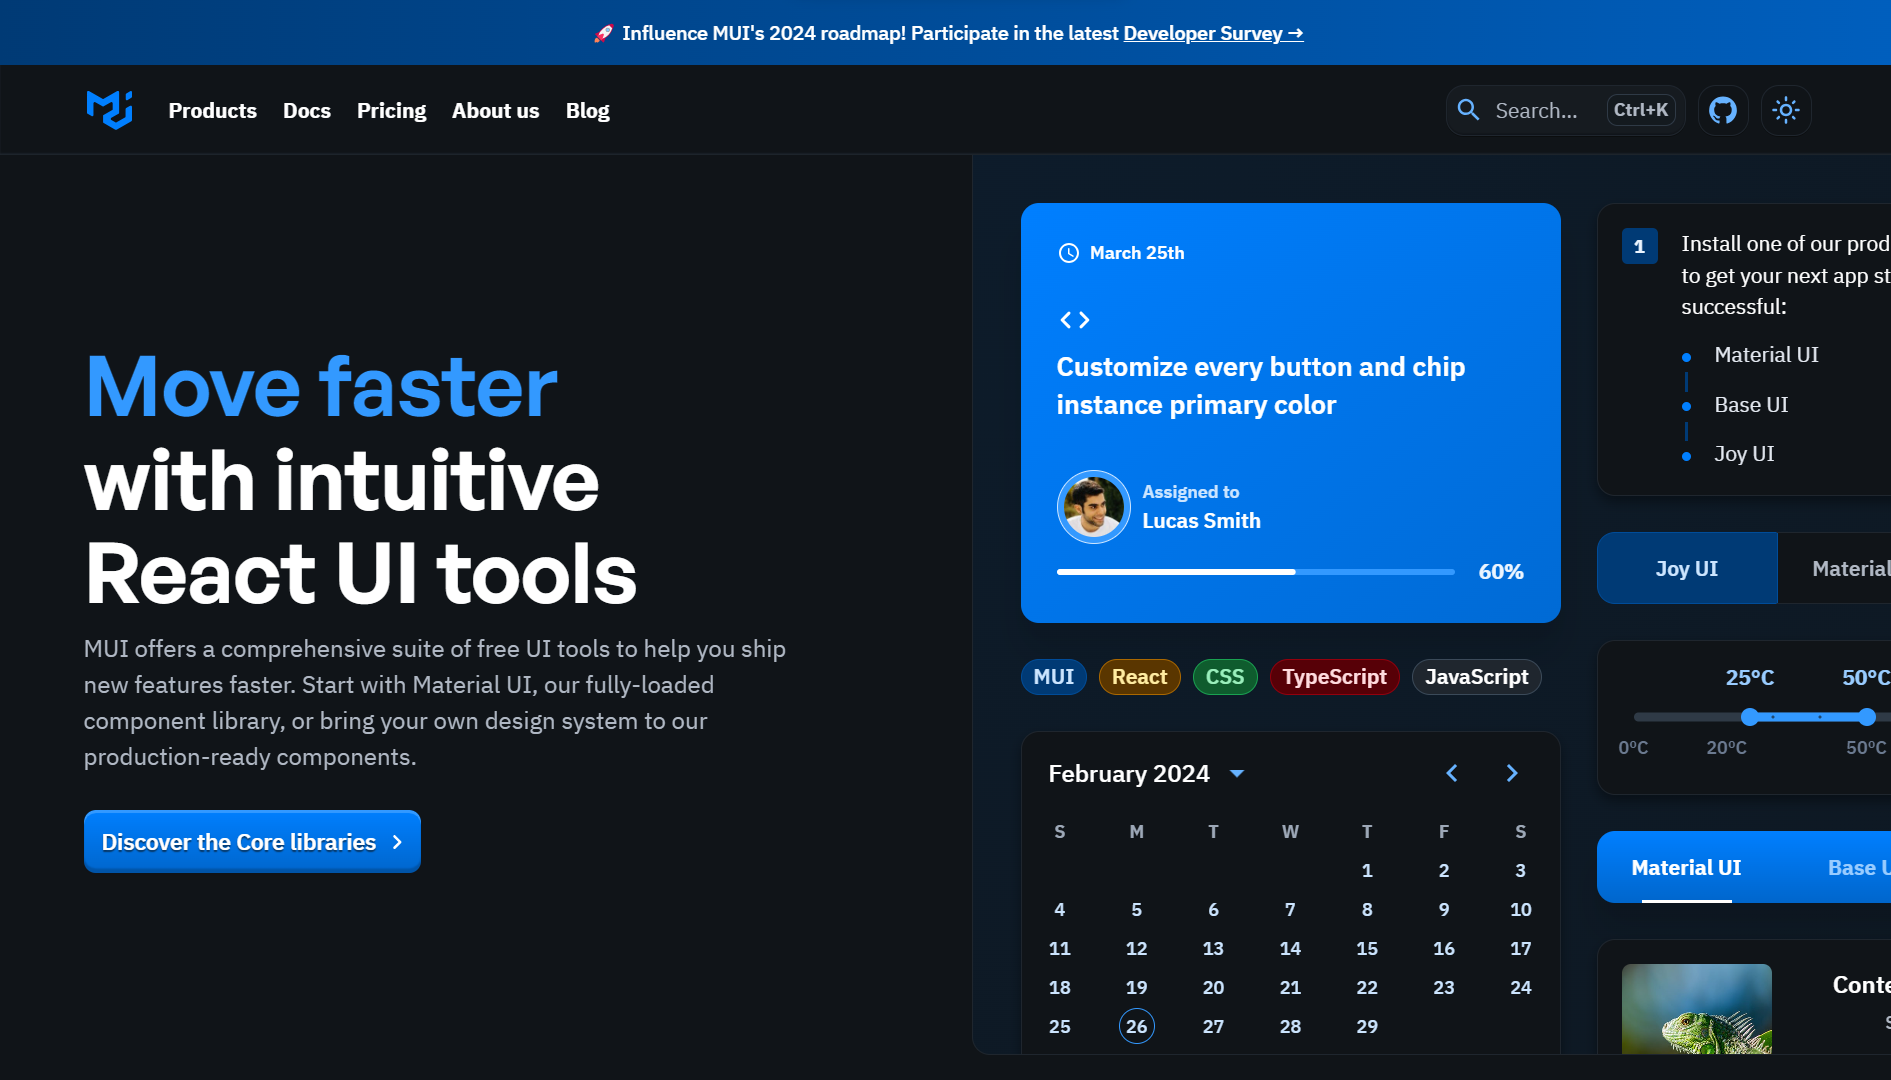 🚀 Influence MUI's 2024 roadmap! Participate in the latest Developer Survey →
Products Docs Pricing About us Blog
Search... Ctrl+K
Move faster
with intuitive
React UI tools
MUI offers a comprehensive suite of free UI tools to help you ship
new features faster. Start with Material UI, our fully-loaded
component library, or bring your own design system to our
production-ready components.
Discover the Core libraries
March 25th
Customize every button and chip
instance primary color
Assigned to
Lucas Smith
60%
MUI React CSS TypeScript JavaScript
February 2024
S M T W T F S
1 2 3
4 5 6 7 8 9 10
11 12 13 14 15 16 17
18 19 20 21 22 23 24
25 26 27 28 29
1
Install one of our prod
to get your next app st
successful:
Material UI
Base UI
Joy UI
Joy UI Material
25°C 50°C
0°C 20°C 50°C
Material UI Base U
Conte